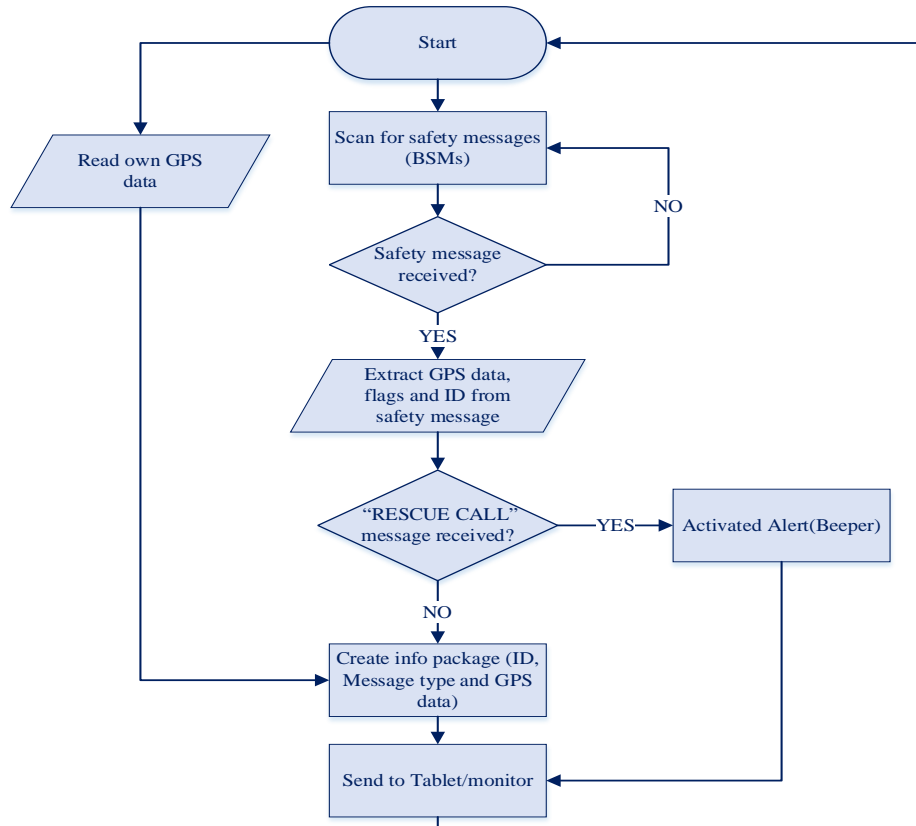 Start
Scan for safety messages
(BSMs)
Read own GPS
data
NO
Safety message
received?
YES
Extract GPS data,
flags and ID from
safety message
“RESCUE CALL”
message received?
YES
Activated Alert(Beeper)
NO
Create info package (ID,
Message type and GPS
data)
Send to Tablet/monitor